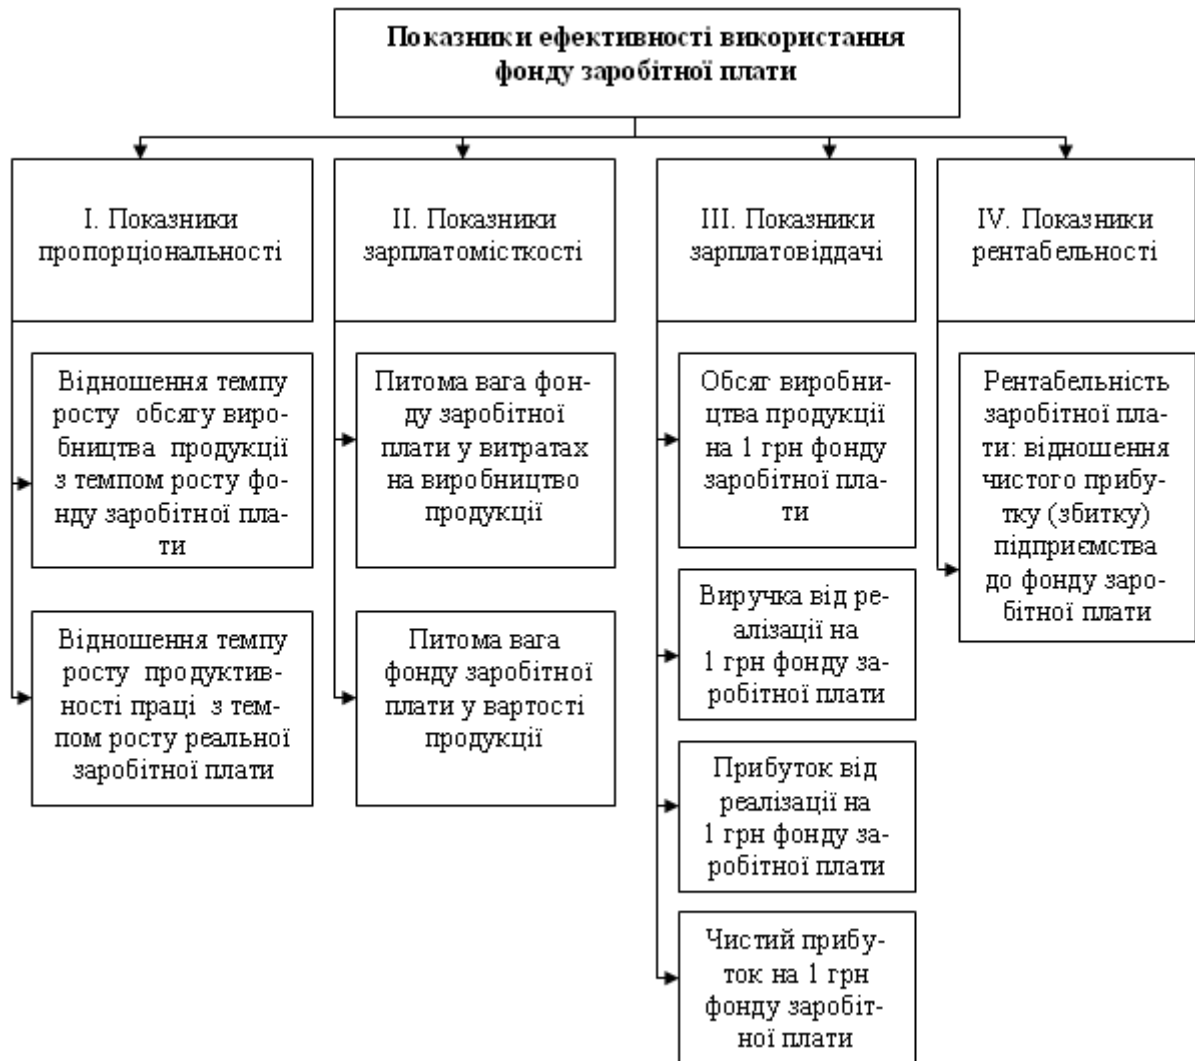 Показники ефективності використання
фонду заробітної плати
І. Показники
пропорціональності
ІІ. Показники
зарплатомісткості
ІІІ. Показники
зарплатовіддачі
IV. Показники
рентабельності
Відношення темпу
росту обсягу виро-
бництва продукції
з темпом росту фо-
нду заробітної пла-
ти
Відношення темпу
росту продуктив-
ності праці з тем-
пом росту реальної
заробітної плати
Питома вага фон-
ду заробітної
плати у витратах
на виробництво
продукції
Питома вага
фонду заробітної
плати у вартості
продукції
Обсяг виробни-
цтва продукції
на 1 грн фонду
заробітної пла-
ти
Виручка від ре-
алізації на
1 грн фонду за-
робітної плати
Прибуток від
реалізації на
1 грн фонду за-
робітної плати
Чистий прибу-
ток на 1 грн
фонду заробіт-
ної плати
Рентабельність
заробітної пла-
ти: відношення
чистого прибу-
тку (збитку)
підприємства
до фонду заро-
бітної плати